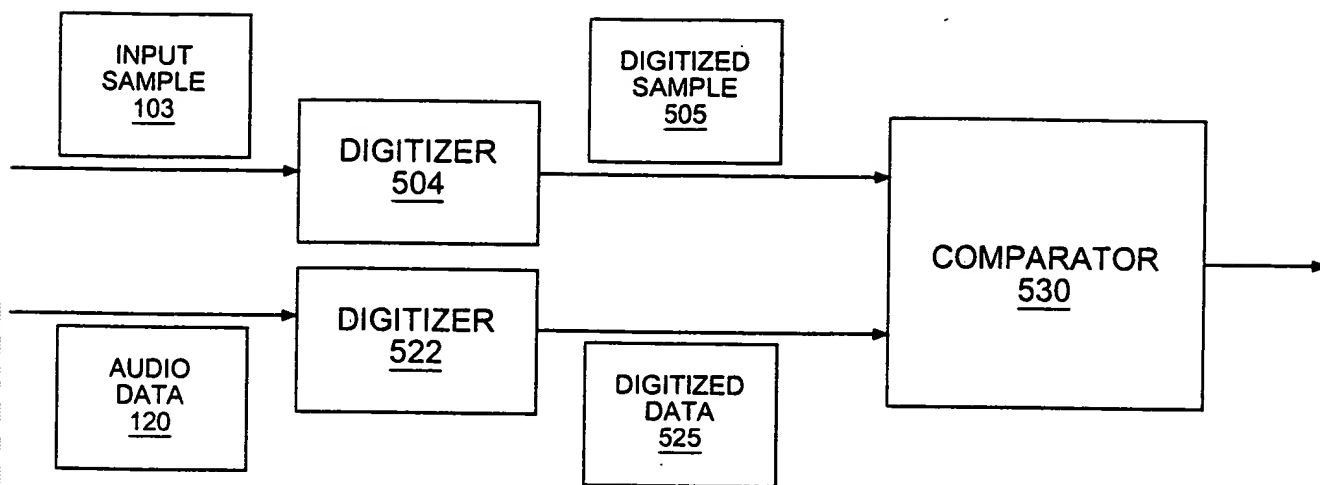 INPUT
SAMPLE
103
DIGITIZER
504
DIGITIZED
SAMPLE
505
COMPARATOR
530
AUDIO
DATA
120
DIGITIZER
522
DIGITIZED
DATA
525